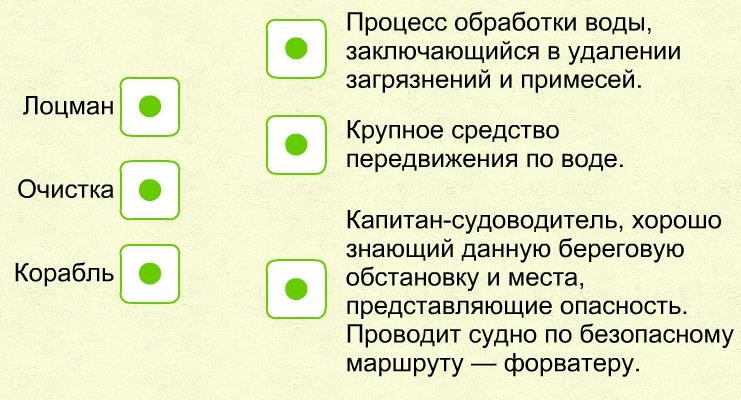 Лоцман
Очистка
Корабль
Процесс обработки воды,
заключающийся в удалении
загрязнений и примесей.
Крупное средство
передвижения по воде.
Капитан-судоводитель, хорошо
знающий данную береговую
обстановку и места,
представляющие опасность.
Проводит судно по безопасному
маршруту — форватеру.